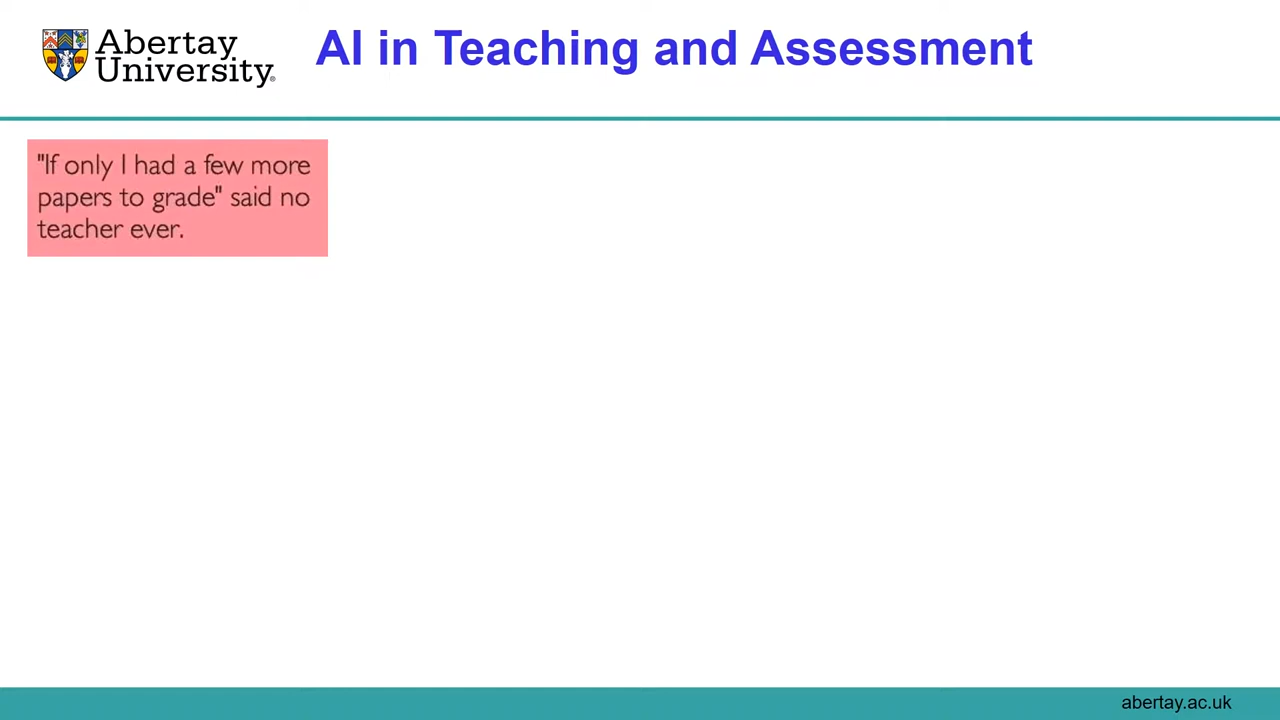 Abertay
University
AI in Teaching and Assessment
"If only I had a few more
papers to grade" said no
teacher ever.
abertay.ac.uk